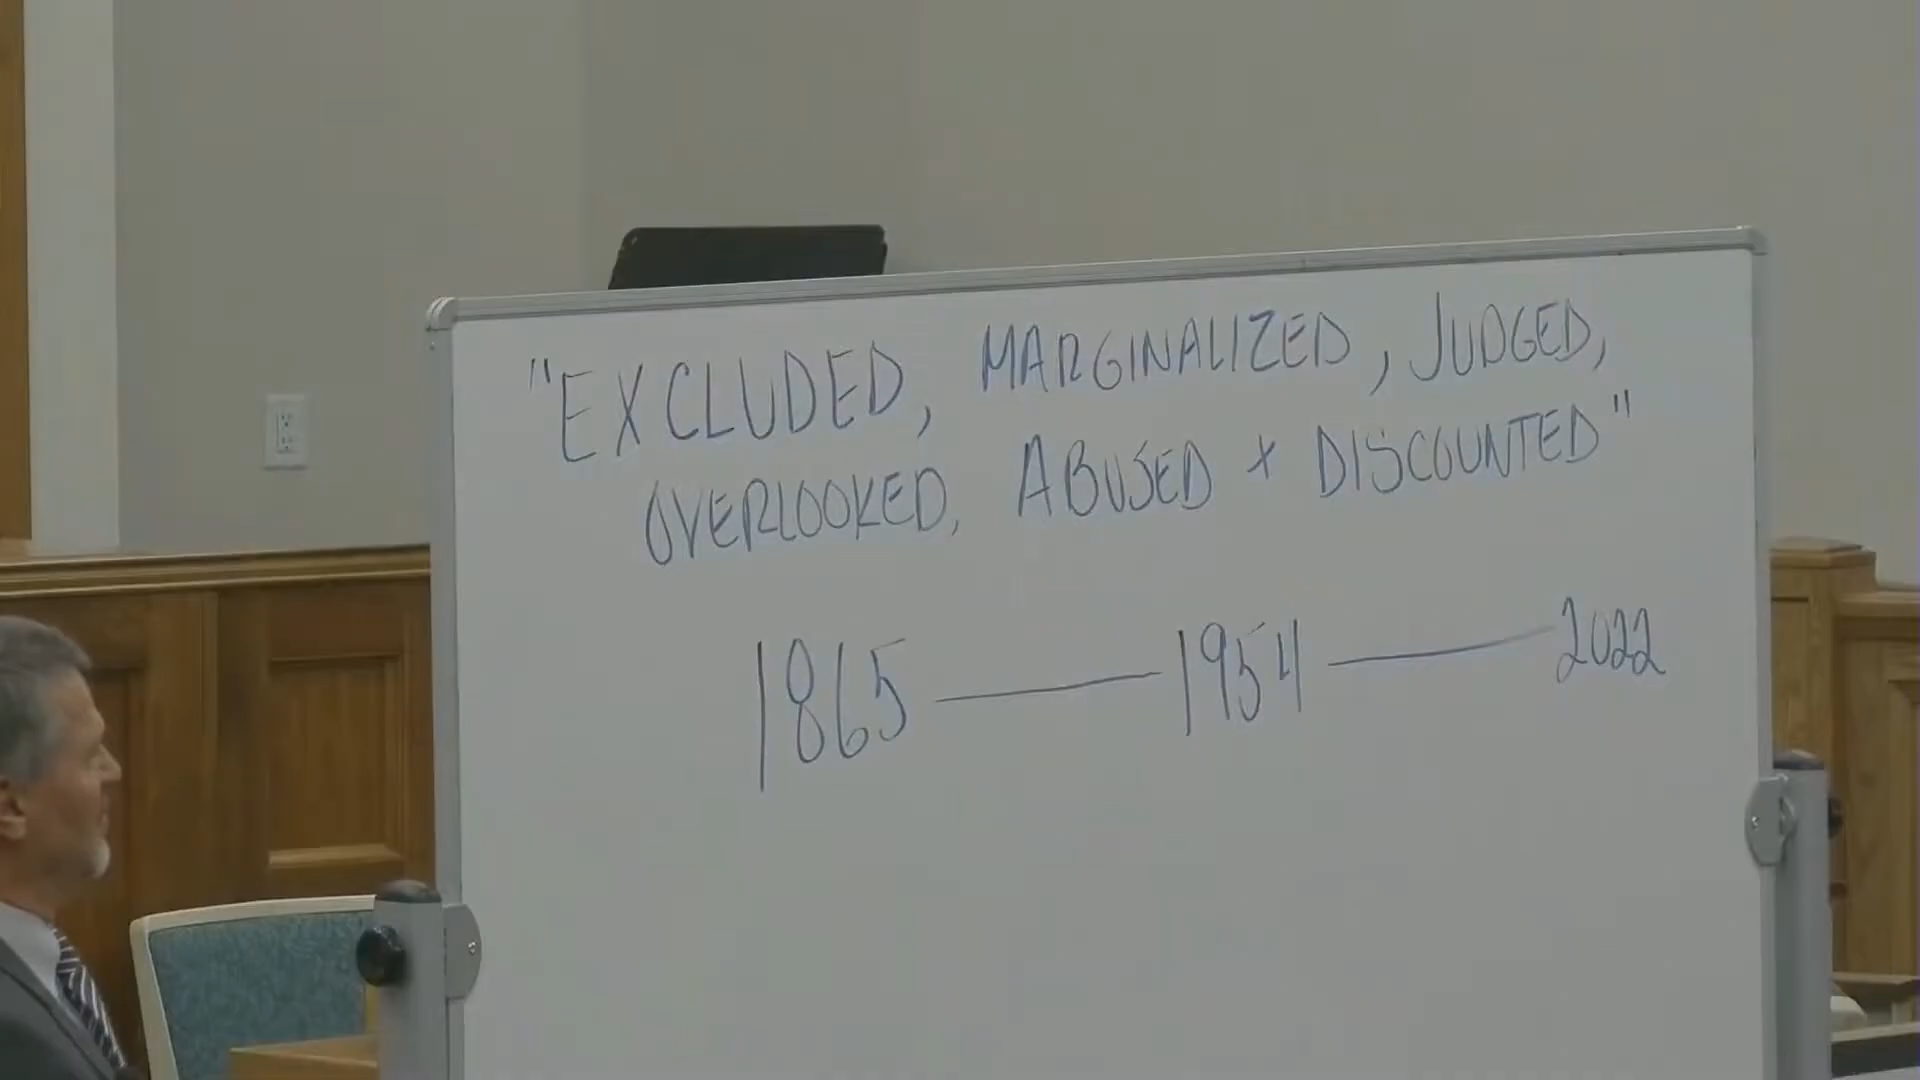 "EXCLUDED, MARGINALIZED, JUDGED,
OVERLOOKED, ABUSED + DISCOUNTED"
1865 — 1954 — 2022